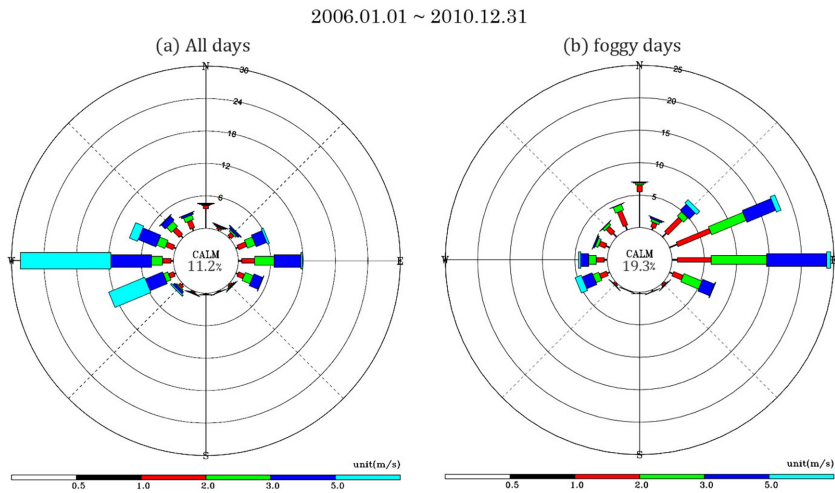 2006.01.01 ~ 2010.12.31
(a) All days
(b) foggy days
N
30
24
18
12
6
W
E
S
CALM
11.2%
N
25
20
15
10
5
W
E
S
CALM
19.3%
unit(m/s)
0.5 1.0 2.0 3.0 5.0
unit(m/s)
0.5 1.0 2.0 3.0 5.0